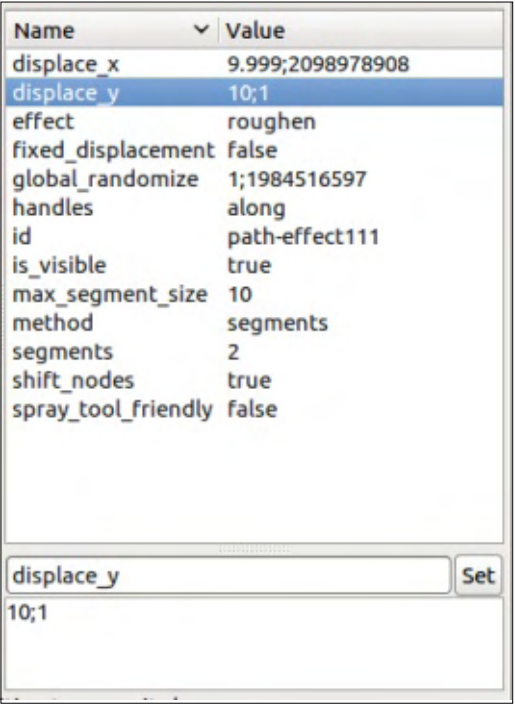 Name Value
displace_x 9.999;2098978908
displace_y 10;1
effect roughen
fixed_displacement false
global_randomize 1;1984516597
handles along
id path-effect111
is_visible true
max_segment_size 10
method segments
segments 2
shift_nodes true
spray_tool_friendly false
displace_y Set
10;1